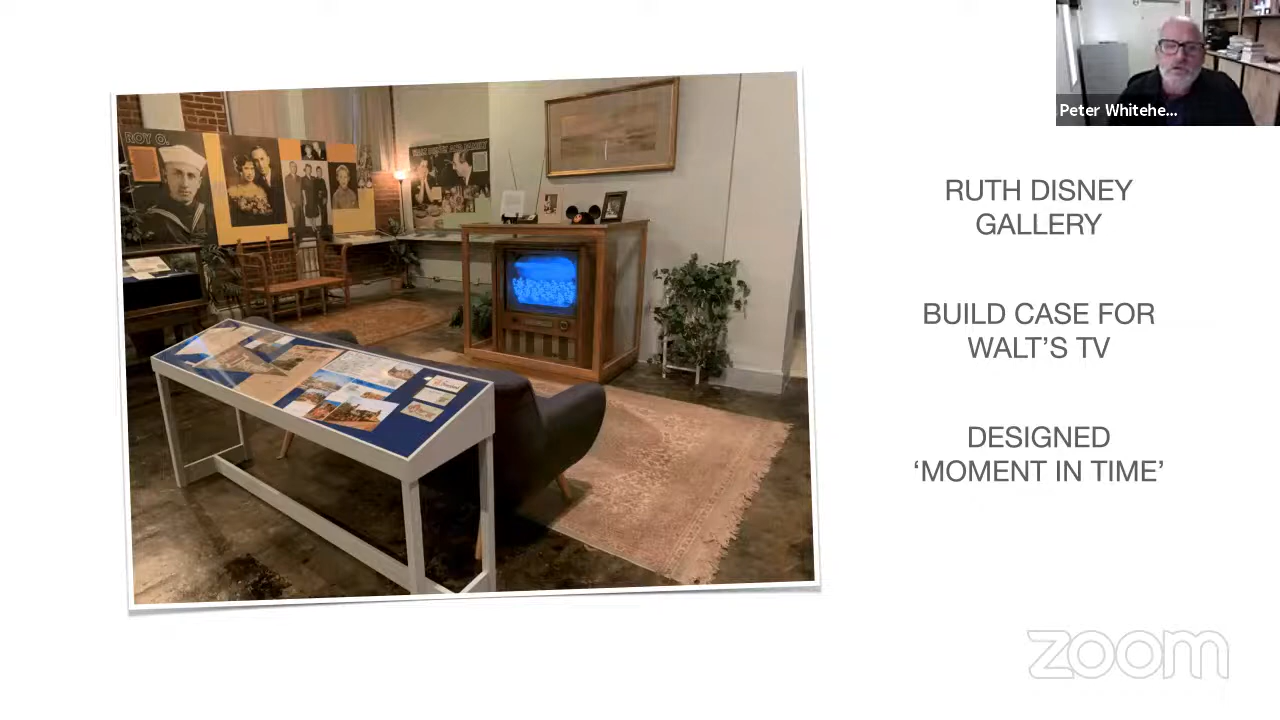 Peter Whitehe...
RUTH DISNEY
GALLERY
BUILD CASE FOR
WALT’S TV
DESIGNED
‘MOMENT IN TIME’
ROY O.
zoom